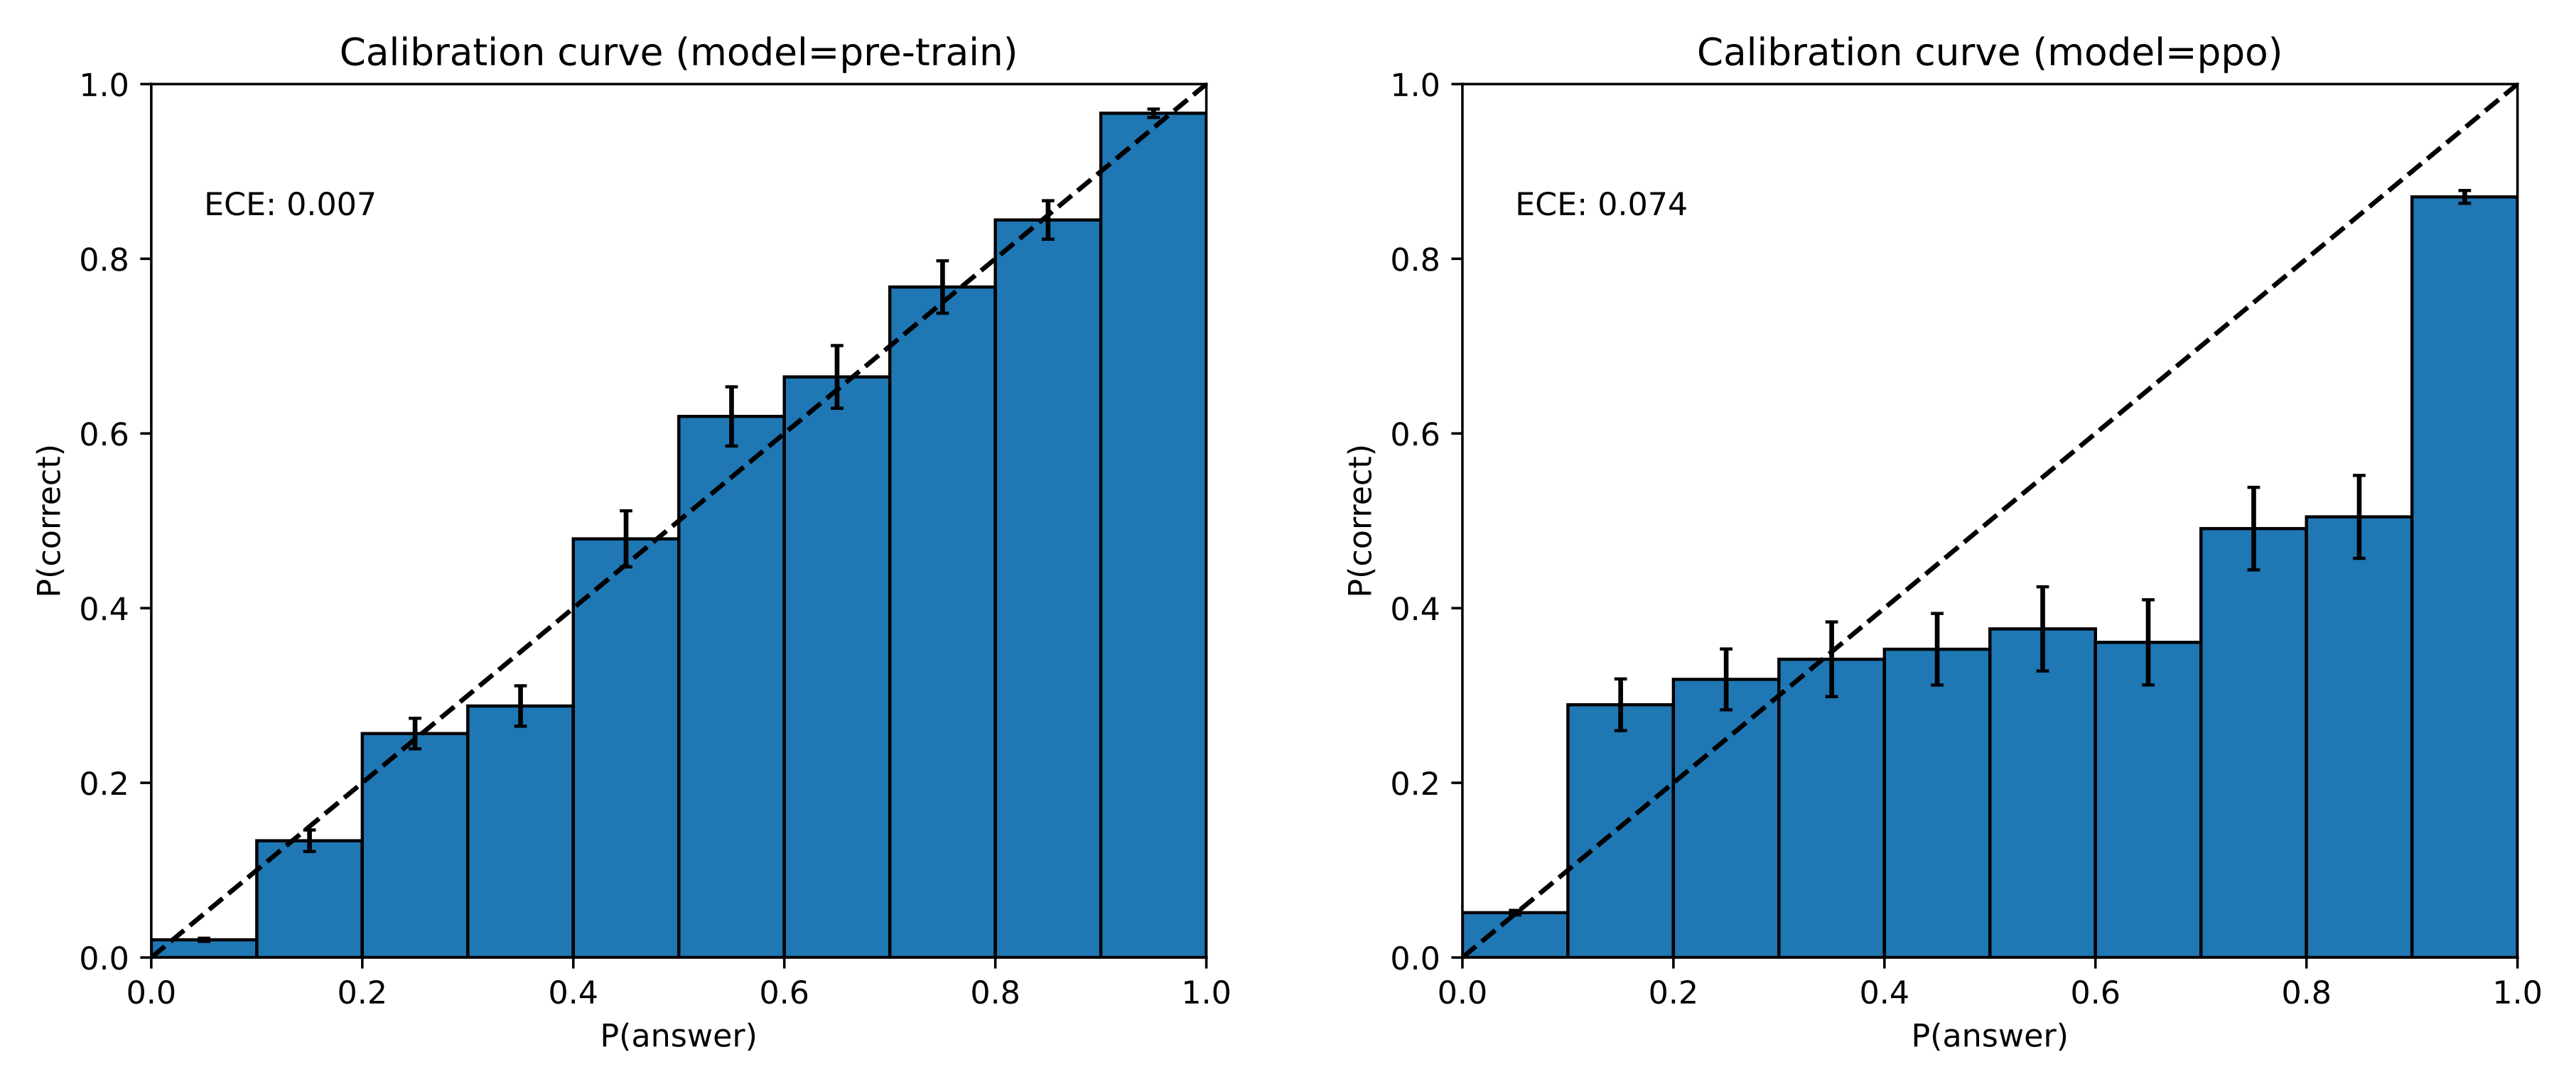 Calibration curve (model=pre-train)
1.0
0.8
0.6
0.4
0.2
0.0
P(correct)
ECE: 0.007
0.0 0.2 0.4 0.6 0.8 1.0
P(answer)
Calibration curve (model=ppo)
1.0
0.8
0.6
0.4
0.2
0.0
P(correct)
ECE: 0.074
0.0 0.2 0.4 0.6 0.8 1.0
P(answer)